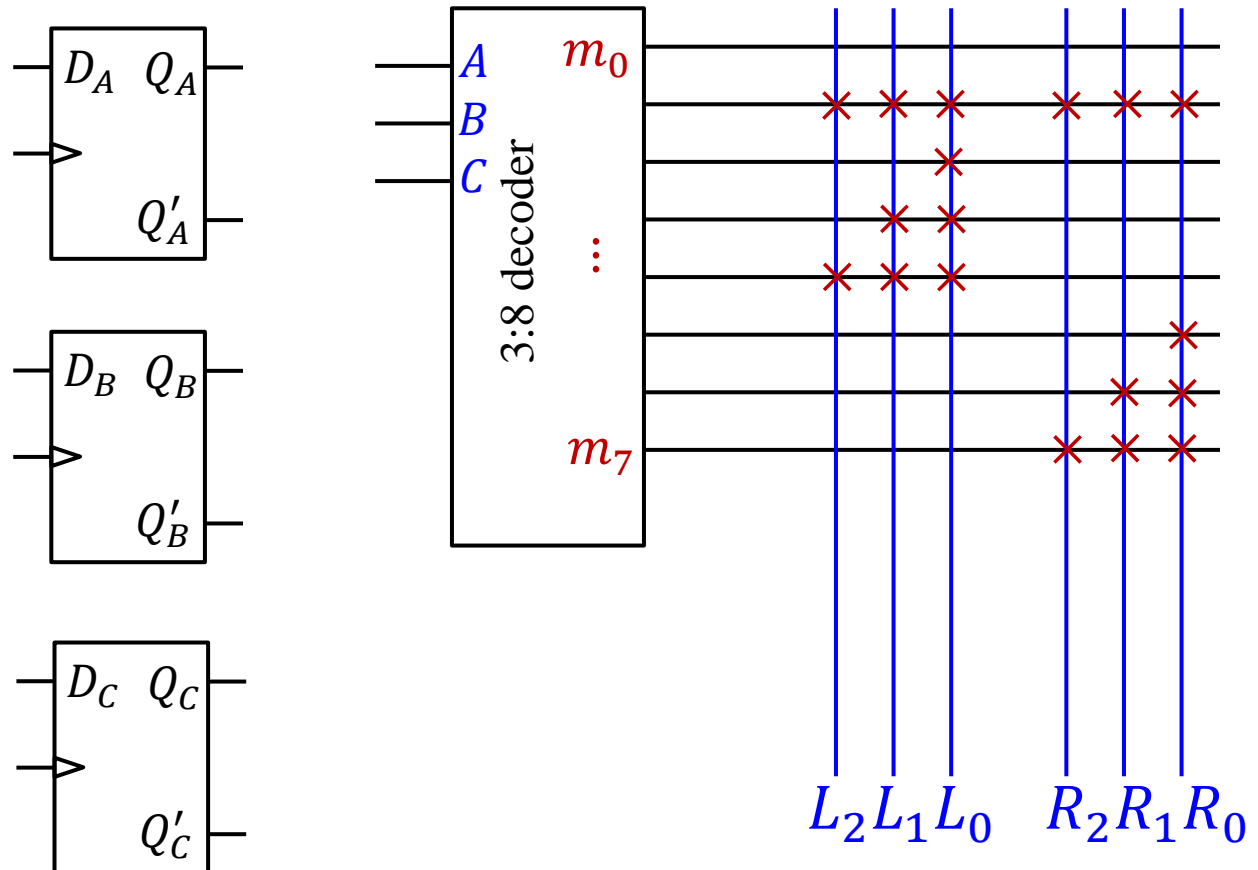 D_A Q_A
Q'_A
D_B Q_B
Q'_B
D_C Q_C
Q'_C
A
B
C
3:8 decoder
m_0
⋮
m_7
L_2 L_1 L_0 R_2 R_1 R_0